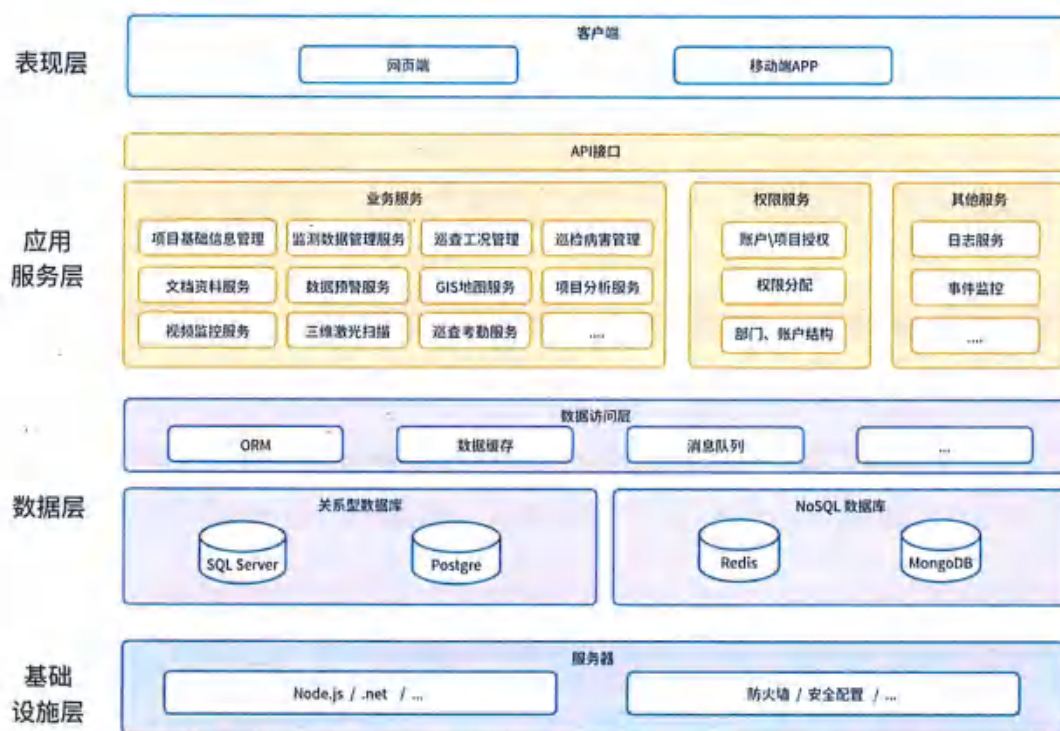 表现层
客户端
网页端
移动端APP
应用
服务层
API接口
业务服务
项目基础信息管理
监测数据管理服务
巡查工况管理
巡检病害管理
文档资料服务
数据预警服务
GIS地图服务
项目分析服务
视频监控服务
三维激光扫描
巡查考勤服务
....
权限服务
账户\项目授权
权限分配
部门、账户结构
其他服务
日志服务
事件监控
....
数据层
数据访问层
ORM
数据缓存
消息队列
...
关系型数据库
SQL Server
Postgre
NoSQL 数据库
Redis
MongoDB
基础
设施层
服务器
Node.js / .net / ...
防火墙 / 安全配置 / ...